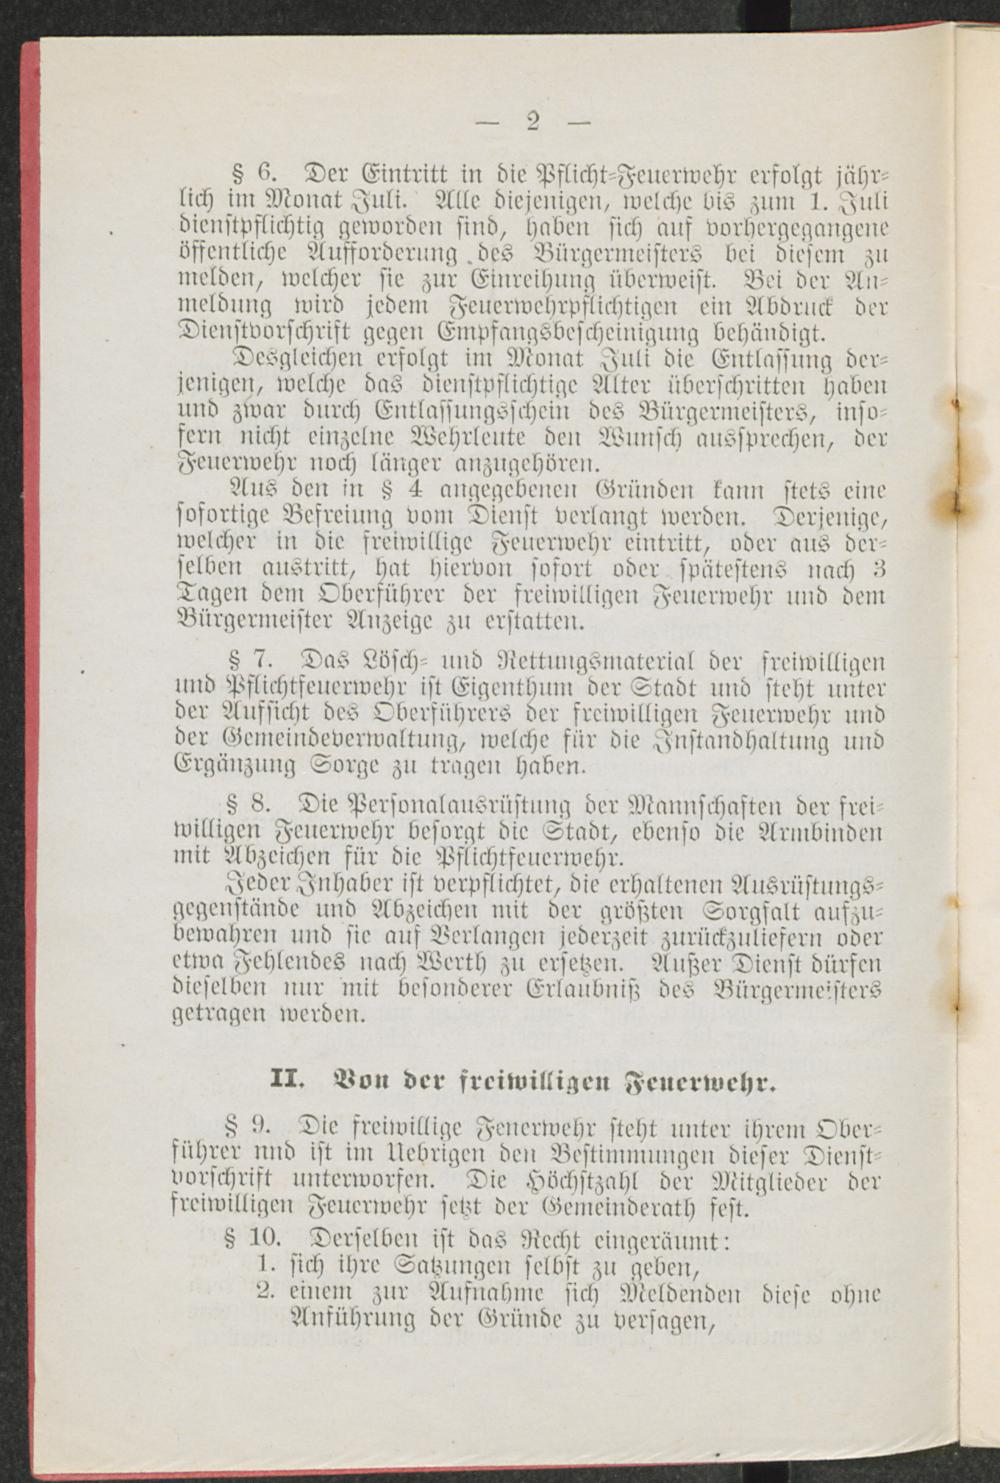 — 2 —
§ 6. Der Eintritt in die Pflicht-Feuerwehr erfolgt jähr-
lich im Monat Juli. Alle diejenigen, welche bis zum 1. Juli
dienstpflichtig geworden sind, haben sich auf vorhergegangene
öffentliche Aufforderung des Bürgermeisters bei diesem zu
melden, welcher sie zur Einreihung überweist. Bei der An-
meldung wird jedem Feuerwehrpflichtigen ein Abdruck der
Dienstvorschrift gegen Empfangsbescheinigung behändigt.
Desgleichen erfolgt im Monat Juli die Entlassung der-
jenigen, welche das dienstpflichtige Alter überschritten haben
und zwar durch Entlassungsschein des Bürgermeisters, inso-
fern nicht einzelne Wehrleute den Wunsch aussprechen, der
Feuerwehr noch länger anzugehören.
Aus den in § 4 angegebenen Gründen kann stets eine
sofortige Befreiung vom Dienst verlangt werden. Derjenige,
welcher in die freiwillige Feuerwehr eintritt, oder aus der-
selben austritt, hat hiervon sofort oder spätestens nach 3
Tagen dem Oberführer der freiwilligen Feuerwehr und dem
Bürgermeister Anzeige zu erstatten.
§ 7. Das Lösch- und Rettungsmaterial der freiwilligen
und Pflichtfeuerwehr ist Eigenthum der Stadt und steht unter
der Aufsicht des Oberführers der freiwilligen Feuerwehr und
der Gemeindeverwaltung, welche für die Instandhaltung und
Ergänzung Sorge zu tragen haben.
§ 8. Die Personalausrüstung der Mannschaften der frei-
willigen Feuerwehr besorgt die Stadt, ebenso die Armbinden
mit Abzeichen für die Pflichtfeuerwehr.
Jeder Inhaber ist verpflichtet, die erhaltenen Ausrüstungs-
gegenstände und Abzeichen mit der größten Sorgfalt aufzu-
bewahren und sie auf Verlangen jederzeit zurückzuliefern oder
etwa Fehlendes nach Werth zu ersetzen. Außer Dienst dürfen
dieselben nur mit besonderer Erlaubniß des Bürgermeisters
getragen werden.
II. Von der freiwilligen Feuerwehr.
§ 9. Die freiwillige Feuerwehr steht unter ihrem Ober-
führer nnd ist im Uebrigen den Bestimmungen dieser Dienst-
vorschrift unterworfen. Die Höchstzahl der Mitglieder der
freiwilligen Feuerwehr setzt der Gemeinderath fest.
§ 10. Derselben ist das Recht eingeräumt:
1. sich ihre Satzungen selbst zu geben,
2. einem zur Aufnahme sich Meldenden diese ohne
Anführung der Gründe zu versagen,